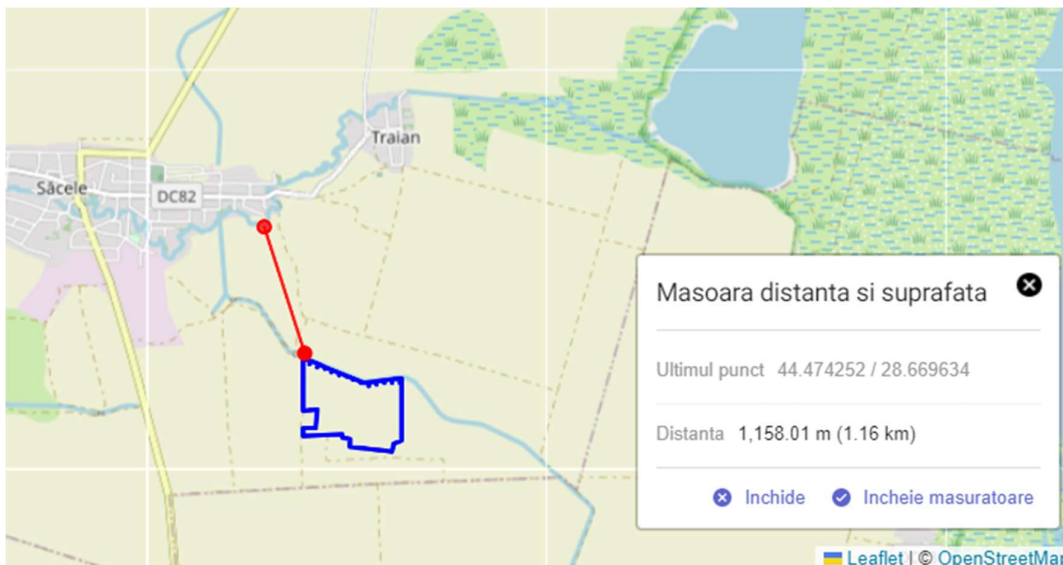 Traian
Săcele
DC82
Masoara distanta si suprafata
Ultimul punct 44.474252 / 28.669634
Distanta 1,158.01 m (1.16 km)
Inchide Incheie masuratoare
Leaflet | © OpenStreetMap